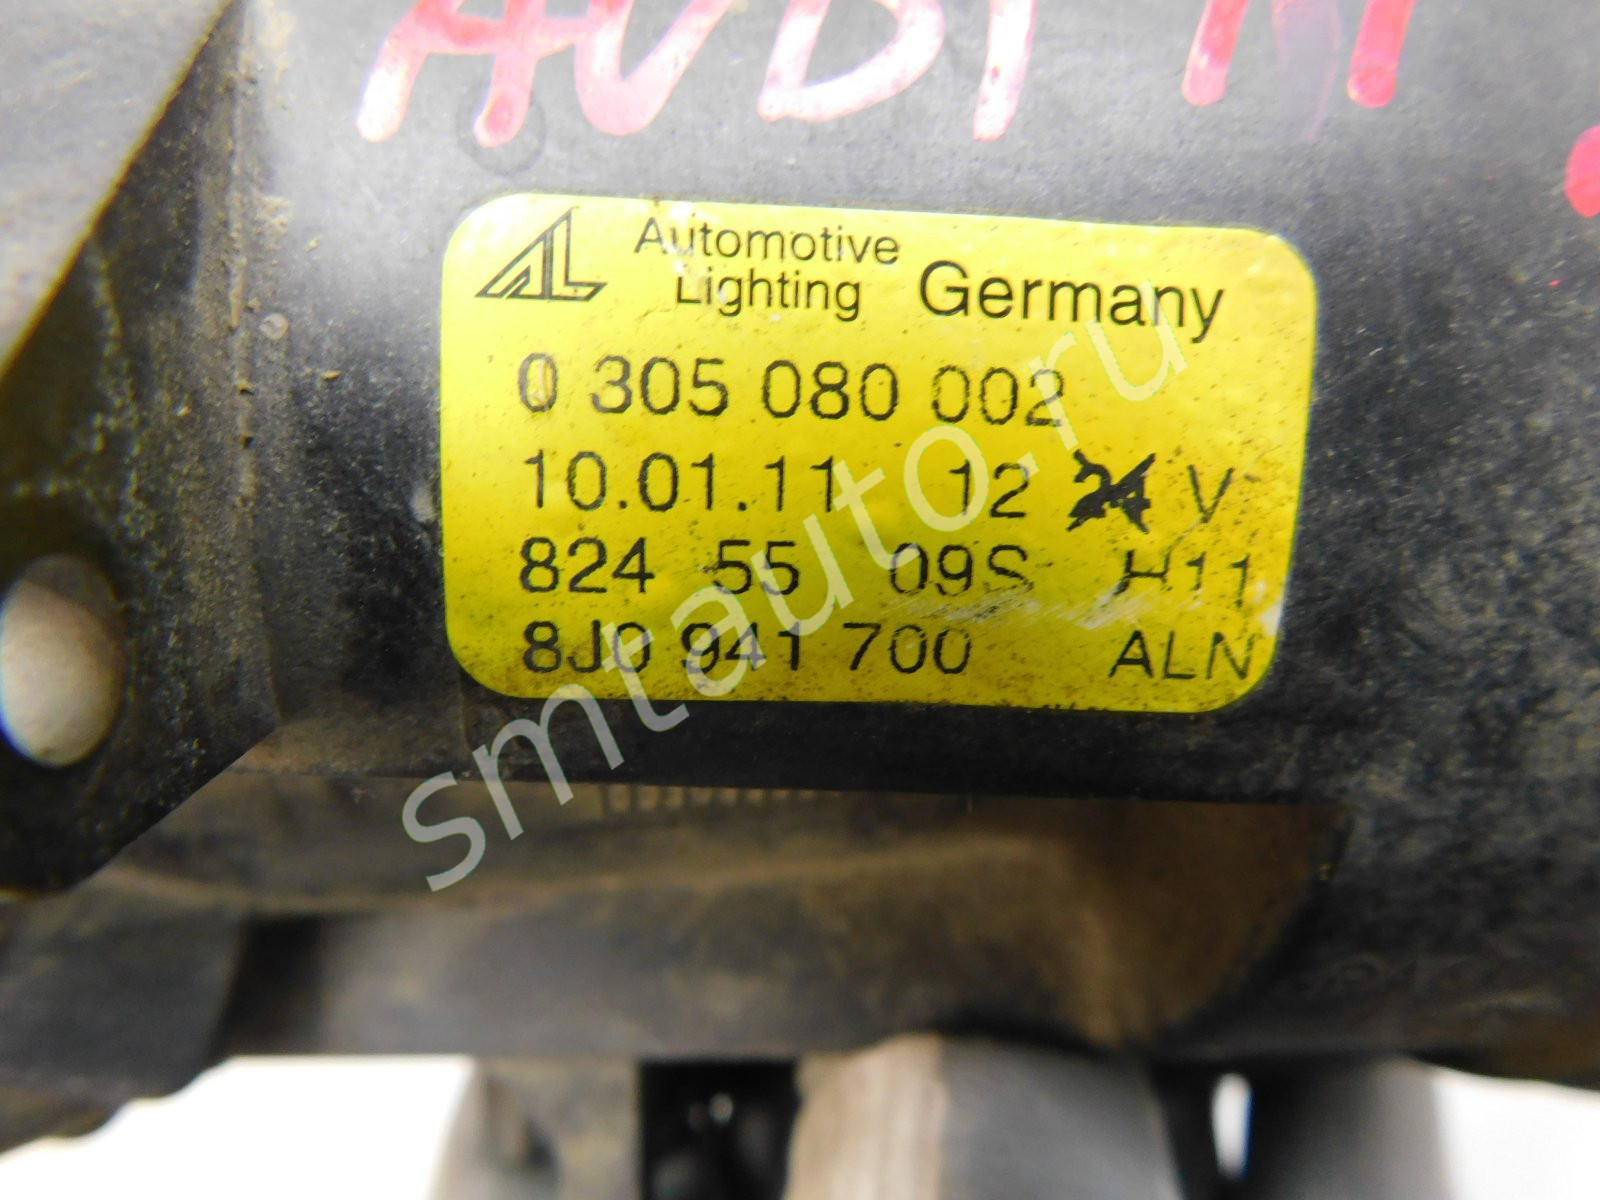 AUDI
AL Automotive
Lighting Germany
0 305 080 002
10.01.11 12 24 V
824 55 09S H11
8J0 941 700 ALN
smtauto.ru